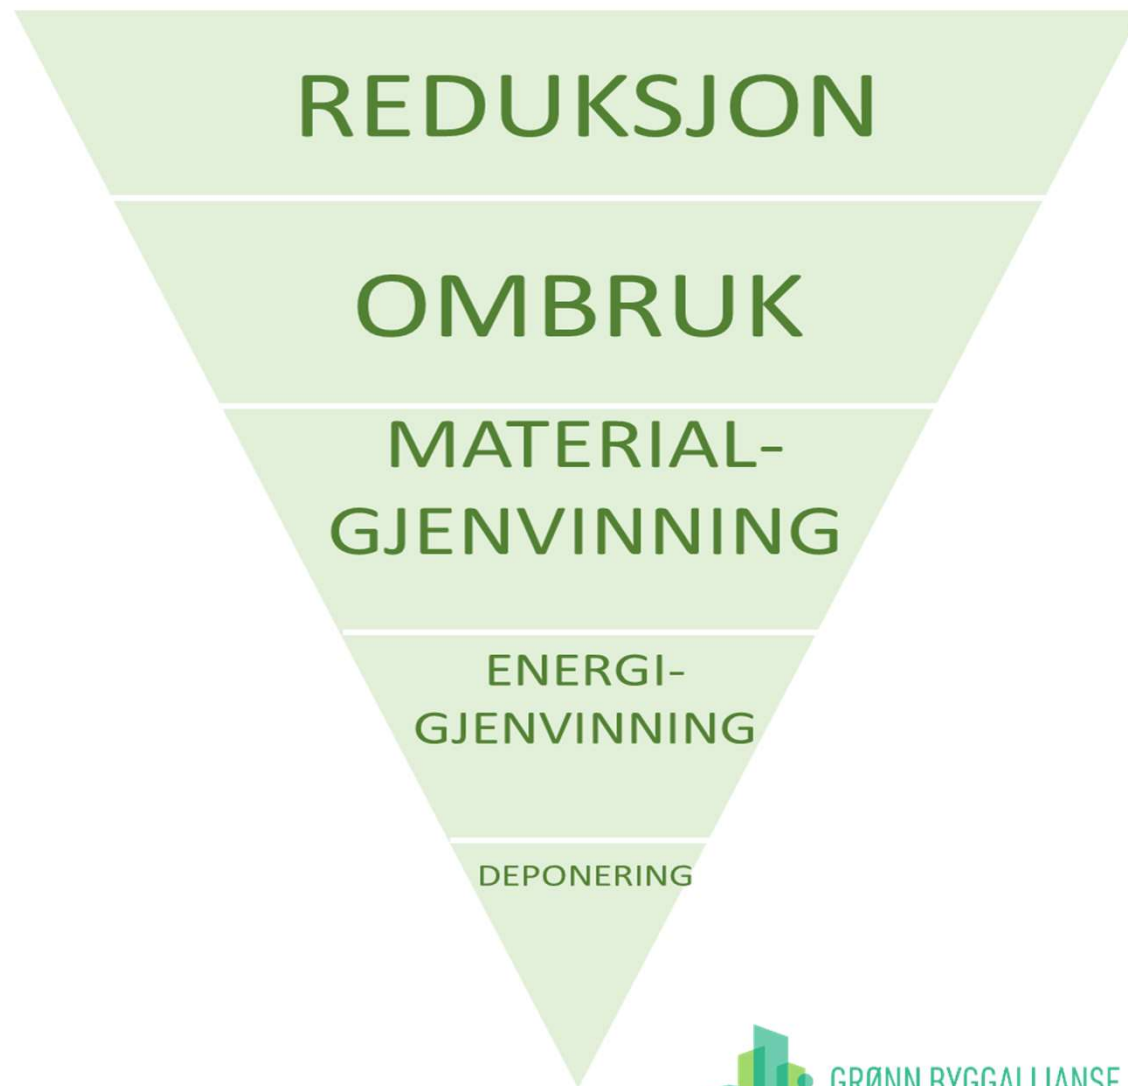 REDUKSJON
OMBRUK
MATERIAL-
GJENVINNING
ENERGI-
GJENVINNING
DEPONERING
GRØNN BYGGALLIANSE